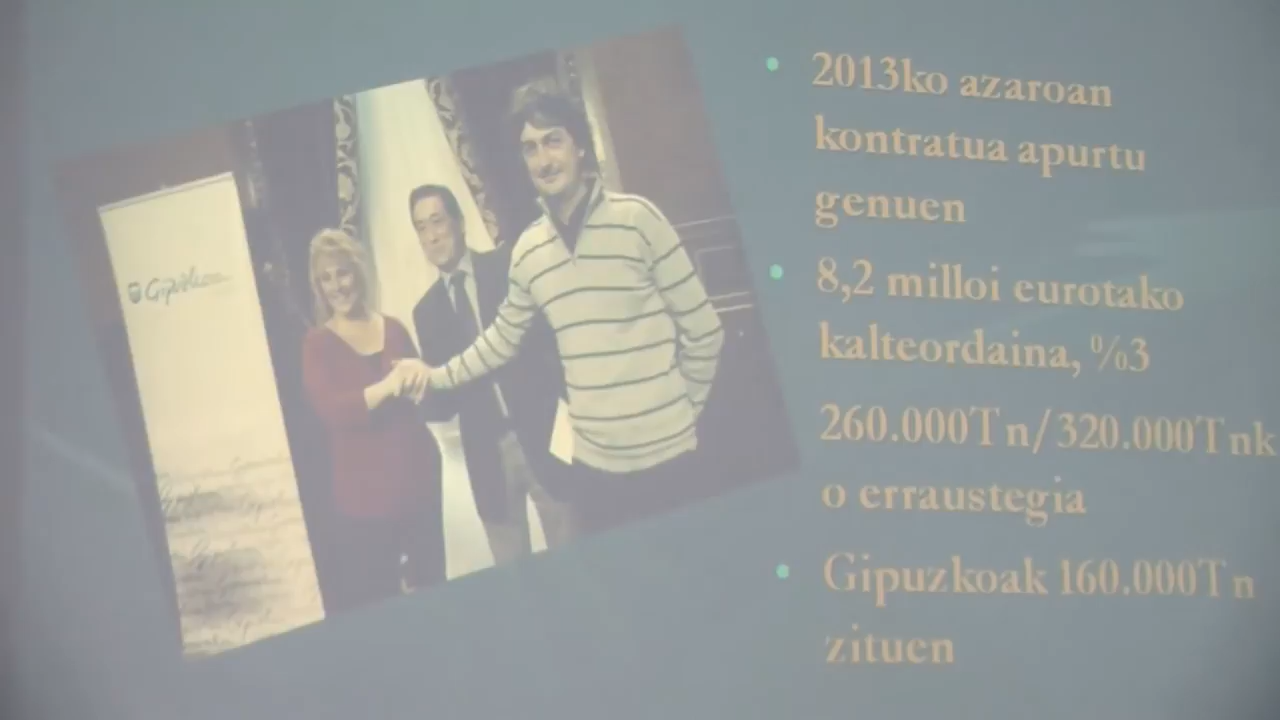 2013ko azaroan
kontratua apurtu
genuen
8,2 milloi eurotako
kalteordaina, %3
260.000Tn/320.000Tnk
o erraustegia
Gipuzkoak 160.000Tn
zituen
Gipuzkoa